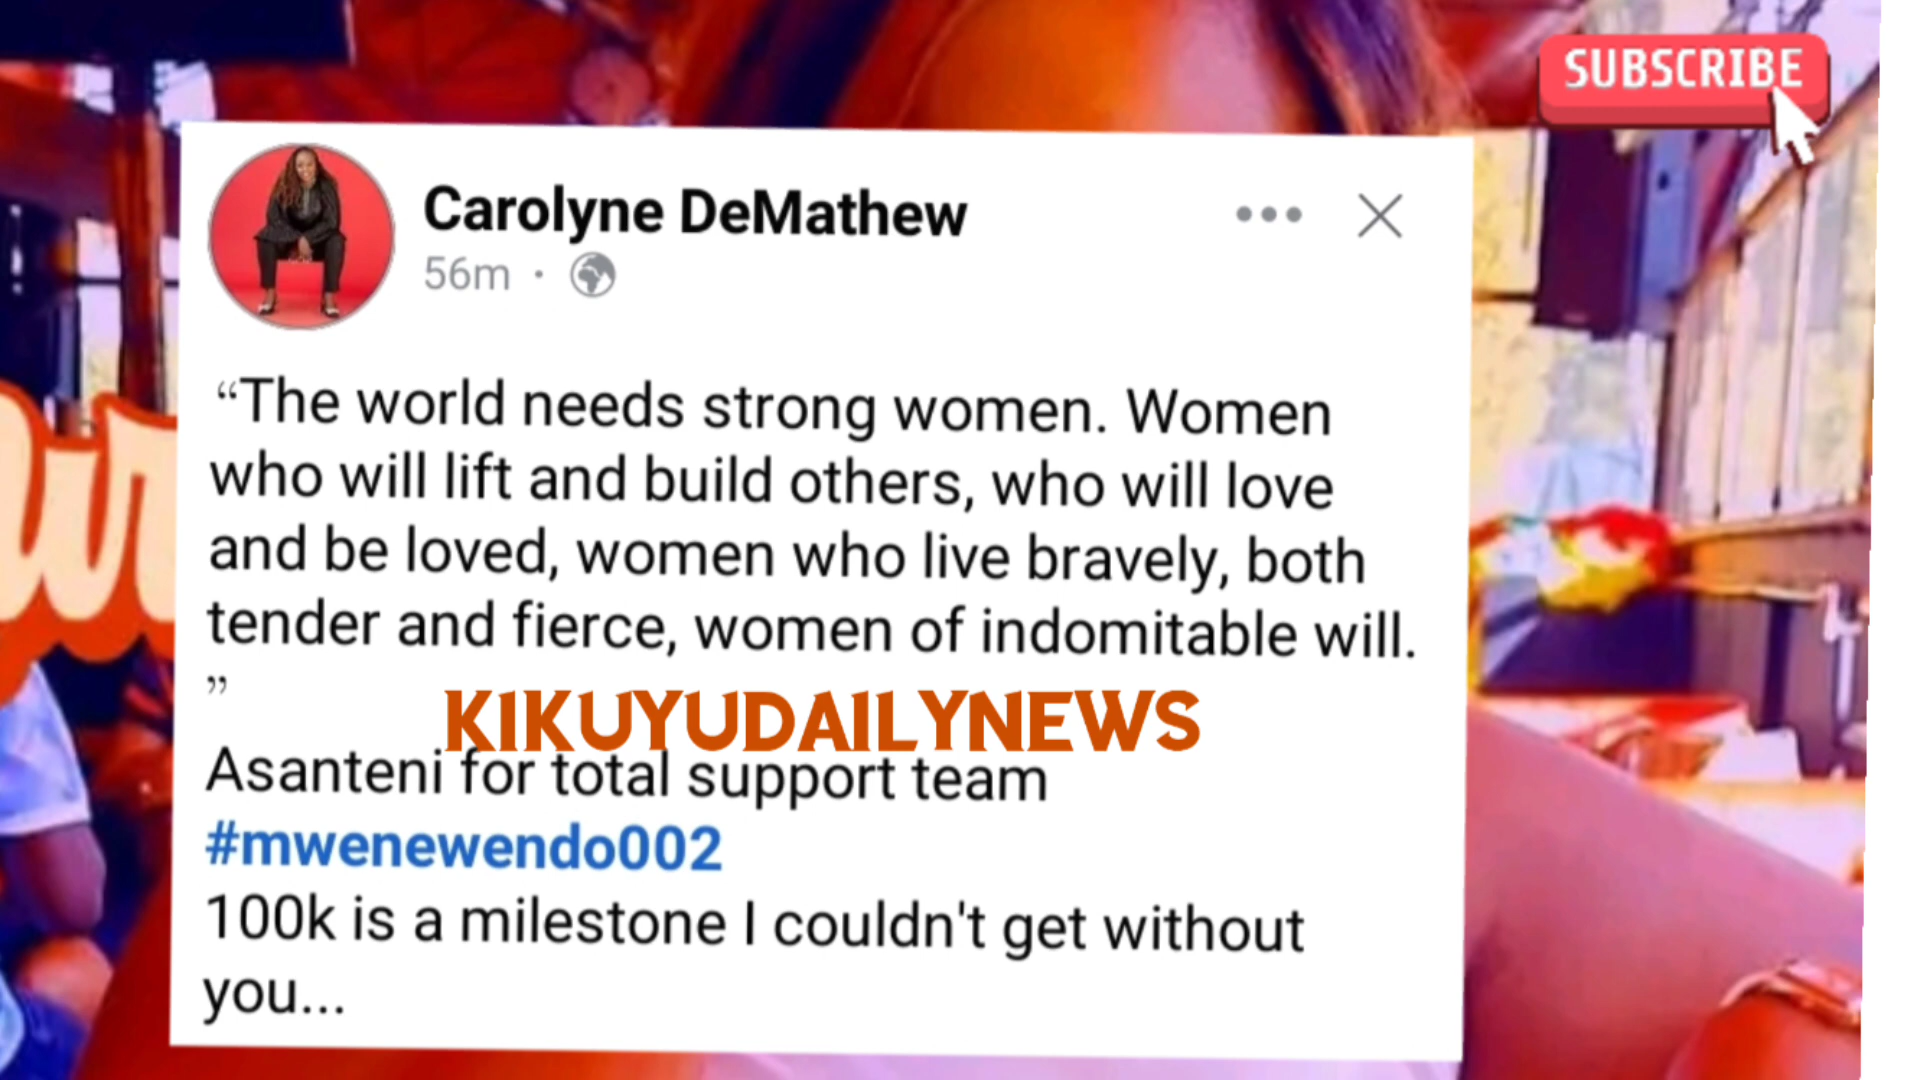 SUBSCRIBE
Carolyne DeMathew
56m ·
“The world needs strong women. Women
who will lift and build others, who will love
and be loved, women who live bravely, both
tender and fierce, women of indomitable will.
”
KIKUYUDAILYNEWS
Asanteni for total support team
#mwenewendo002
100k is a milestone I couldn't get without
you...